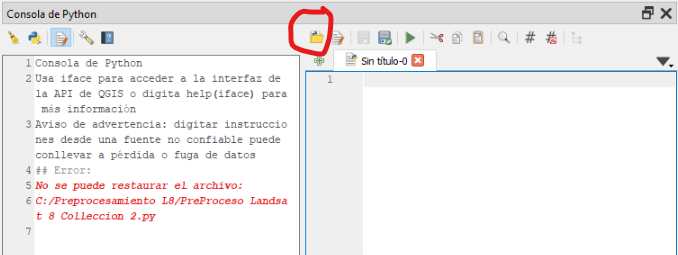 Consola de Python
1 Consola de Python
2 Usa iface para acceder a la interfaz de
la API de QGIS o digita help(iface) para
más información
3 Aviso de advertencia: digitar instruccio
nes desde una fuente no confiable puede
conllevar a pérdida o fuga de datos
4 ## Error:
5 No se puede restaurar el archivo:
6 C:/Preprocesamiento L8/PreProceso Landsa
t 8 Colleccion 2.py
7
Sin título-0
1